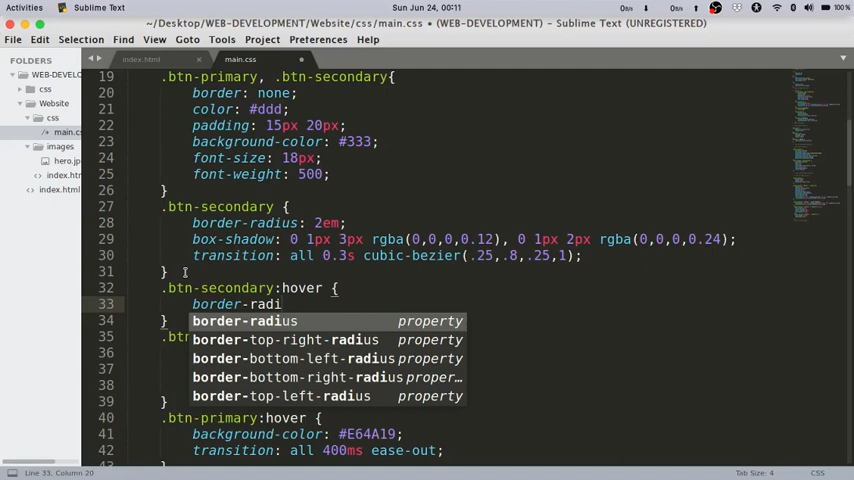 Activities Sublime Text Sun Jun 24, 00:11 0n/s ⬇ 0n/s ⬆ 100%
~/Desktop/WEB-DEVELOPMENT/Website/css/main.css • (WEB-DEVELOPMENT) - Sublime Text (UNREGISTERED)
File Edit Selection Find View Goto Tools Project Preferences Help
FOLDERS
WEB-DEVELO
css
Website
css
/* main.cs
images
hero.jp
index.htm
index.html
index.html × main.css
19 .btn-primary, .btn-secondary{
20 border: none;
21 color: #ddd;
22 padding: 15px 20px;
23 background-color: #333;
24 font-size: 18px;
25 font-weight: 500;
26 }
27 .btn-secondary {
28 border-radius: 2em;
29 box-shadow: 0 1px 3px rgba(0,0,0,0.12), 0 1px 2px rgba(0,0,0,0.24);
30 transition: all 0.3s cubic-bezier(.25,.8,.25,1);
31 }
32 .btn-secondary:hover {
33 border-radi
34 }
border-radius property
border-top-right-radius property
border-bottom-left-radius property
border-bottom-right-radius proper…
border-top-left-radius property
35 .btn
36
37
38
39 }
40 .btn-primary:hover {
41 background-color: #E64A19;
42 transition: all 400ms ease-out;
Line 33, Column 20 Tab Size: 4 CSS